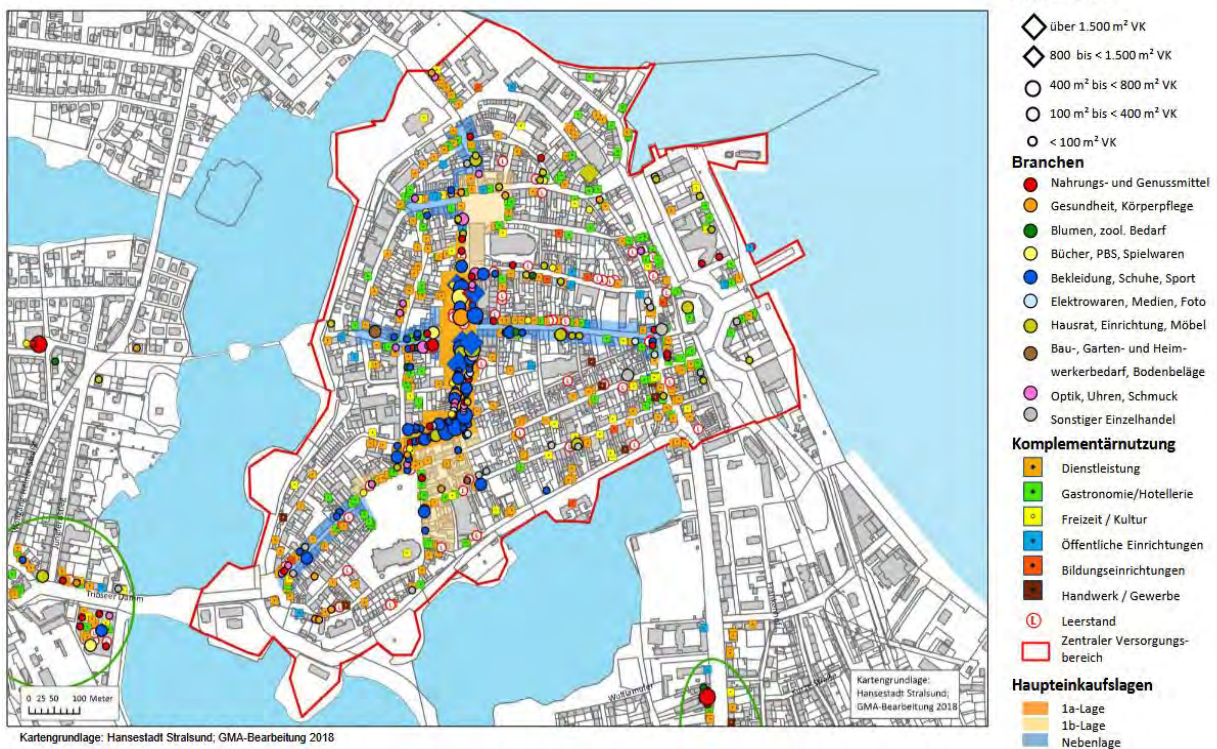 über 1.500 m² VK
800 bis < 1.500 m² VK
400 m² bis < 800 m² VK
100 m² bis < 400 m² VK
< 100 m² VK
Branchen
Nahrungs- und Genussmittel
Gesundheit, Körperpflege
Blumen, zool. Bedarf
Bücher, PBS, Spielwaren
Bekleidung, Schuhe, Sport
Elektrowaren, Medien, Foto
Hausrat, Einrichtung, Möbel
Bau-, Garten- und Heim-
werkerbedarf, Bodenbeläge
Optik, Uhren, Schmuck
Sonstiger Einzelhandel
Komplementärnutzung
Dienstleistung
Gastronomie/Hotellerie
Freizeit / Kultur
Öffentliche Einrichtungen
Bildungseinrichtungen
Handwerk / Gewerbe
L Leerstand
Zentraler Versorgungs-
bereich
Haupteinkaufslagen
1a-Lage
1b-Lage
Nebenlage
Tribseer Damm
0 25 50 100 Meter
Kartengrundlage:
Hansestadt Stralsund;
GMA-Bearbeitung 2018
Kartengrundlage: Hansestadt Stralsund; GMA-Bearbeitung 2018